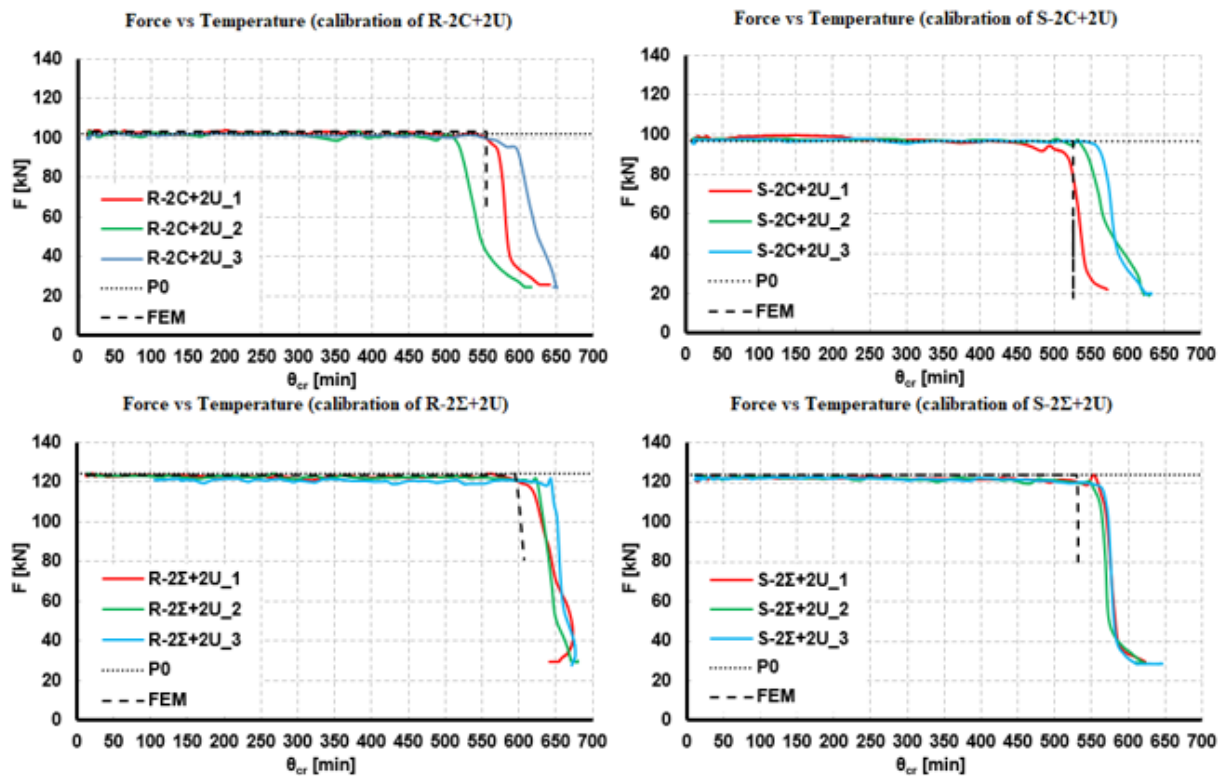 Force vs Temperature (calibration of R-2C+2U)
F [kN]
140
120
100
80
60
40
20
0
R-2C+2U_1
R-2C+2U_2
R-2C+2U_3
P0
FEM
0 50 100 150 200 250 300 350 400 450 500 550 600 650 700
θcr [min]
Force vs Temperature (calibration of S-2C+2U)
F [kN]
140
120
100
80
60
40
20
0
S-2C+2U_1
S-2C+2U_2
S-2C+2U_3
P0
FEM
0 50 100 150 200 250 300 350 400 450 500 550 600 650 700
θcr [min]
Force vs Temperature (calibration of R-2Σ+2U)
F [kN]
140
120
100
80
60
40
20
0
R-2Σ+2U_1
R-2Σ+2U_2
R-2Σ+2U_3
P0
FEM
0 50 100 150 200 250 300 350 400 450 500 550 600 650 700
θcr [min]
Force vs Temperature (calibration of S-2Σ+2U)
F [kN]
140
120
100
80
60
40
20
0
S-2Σ+2U_1
S-2Σ+2U_2
S-2Σ+2U_3
P0
FEM
0 50 100 150 200 250 300 350 400 450 500 550 600 650 700
θcr [min]